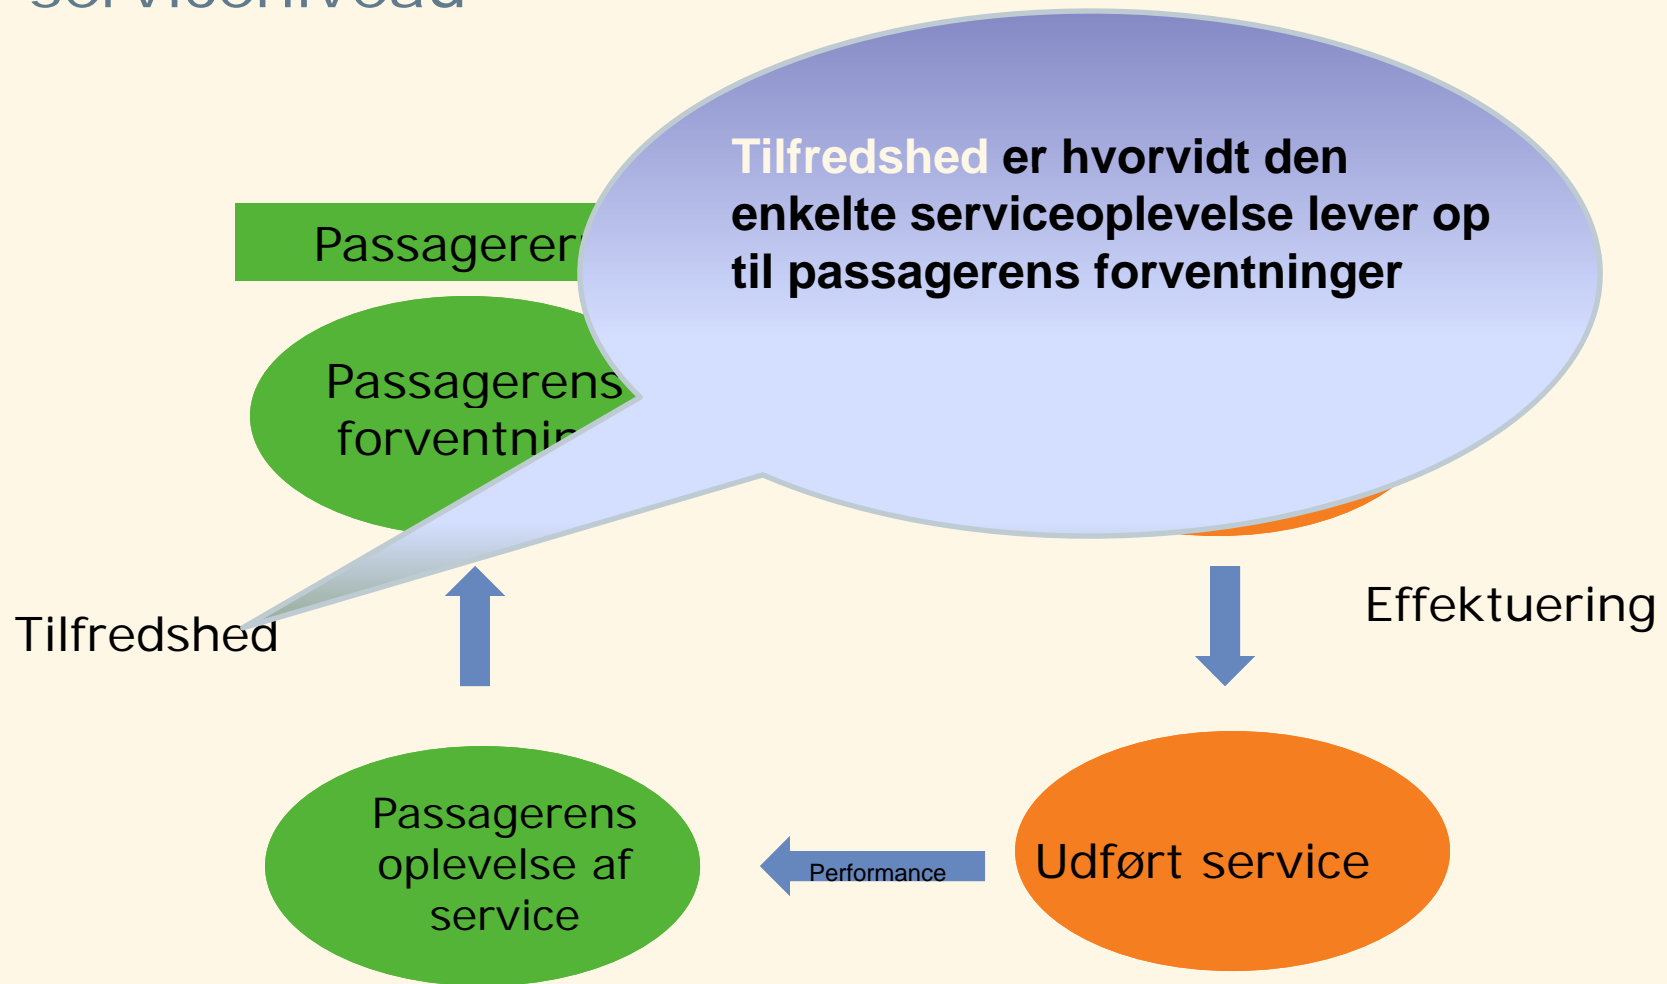 serviceniveau
Tilfredshed er hvorvidt den
enkelte serviceoplevelse lever op
til passagerens forventninger
Passagerer
Passagerens
forventnin
Tilfredshed
Effektuering
Passagerens
oplevelse af
service
Performance
Udført service